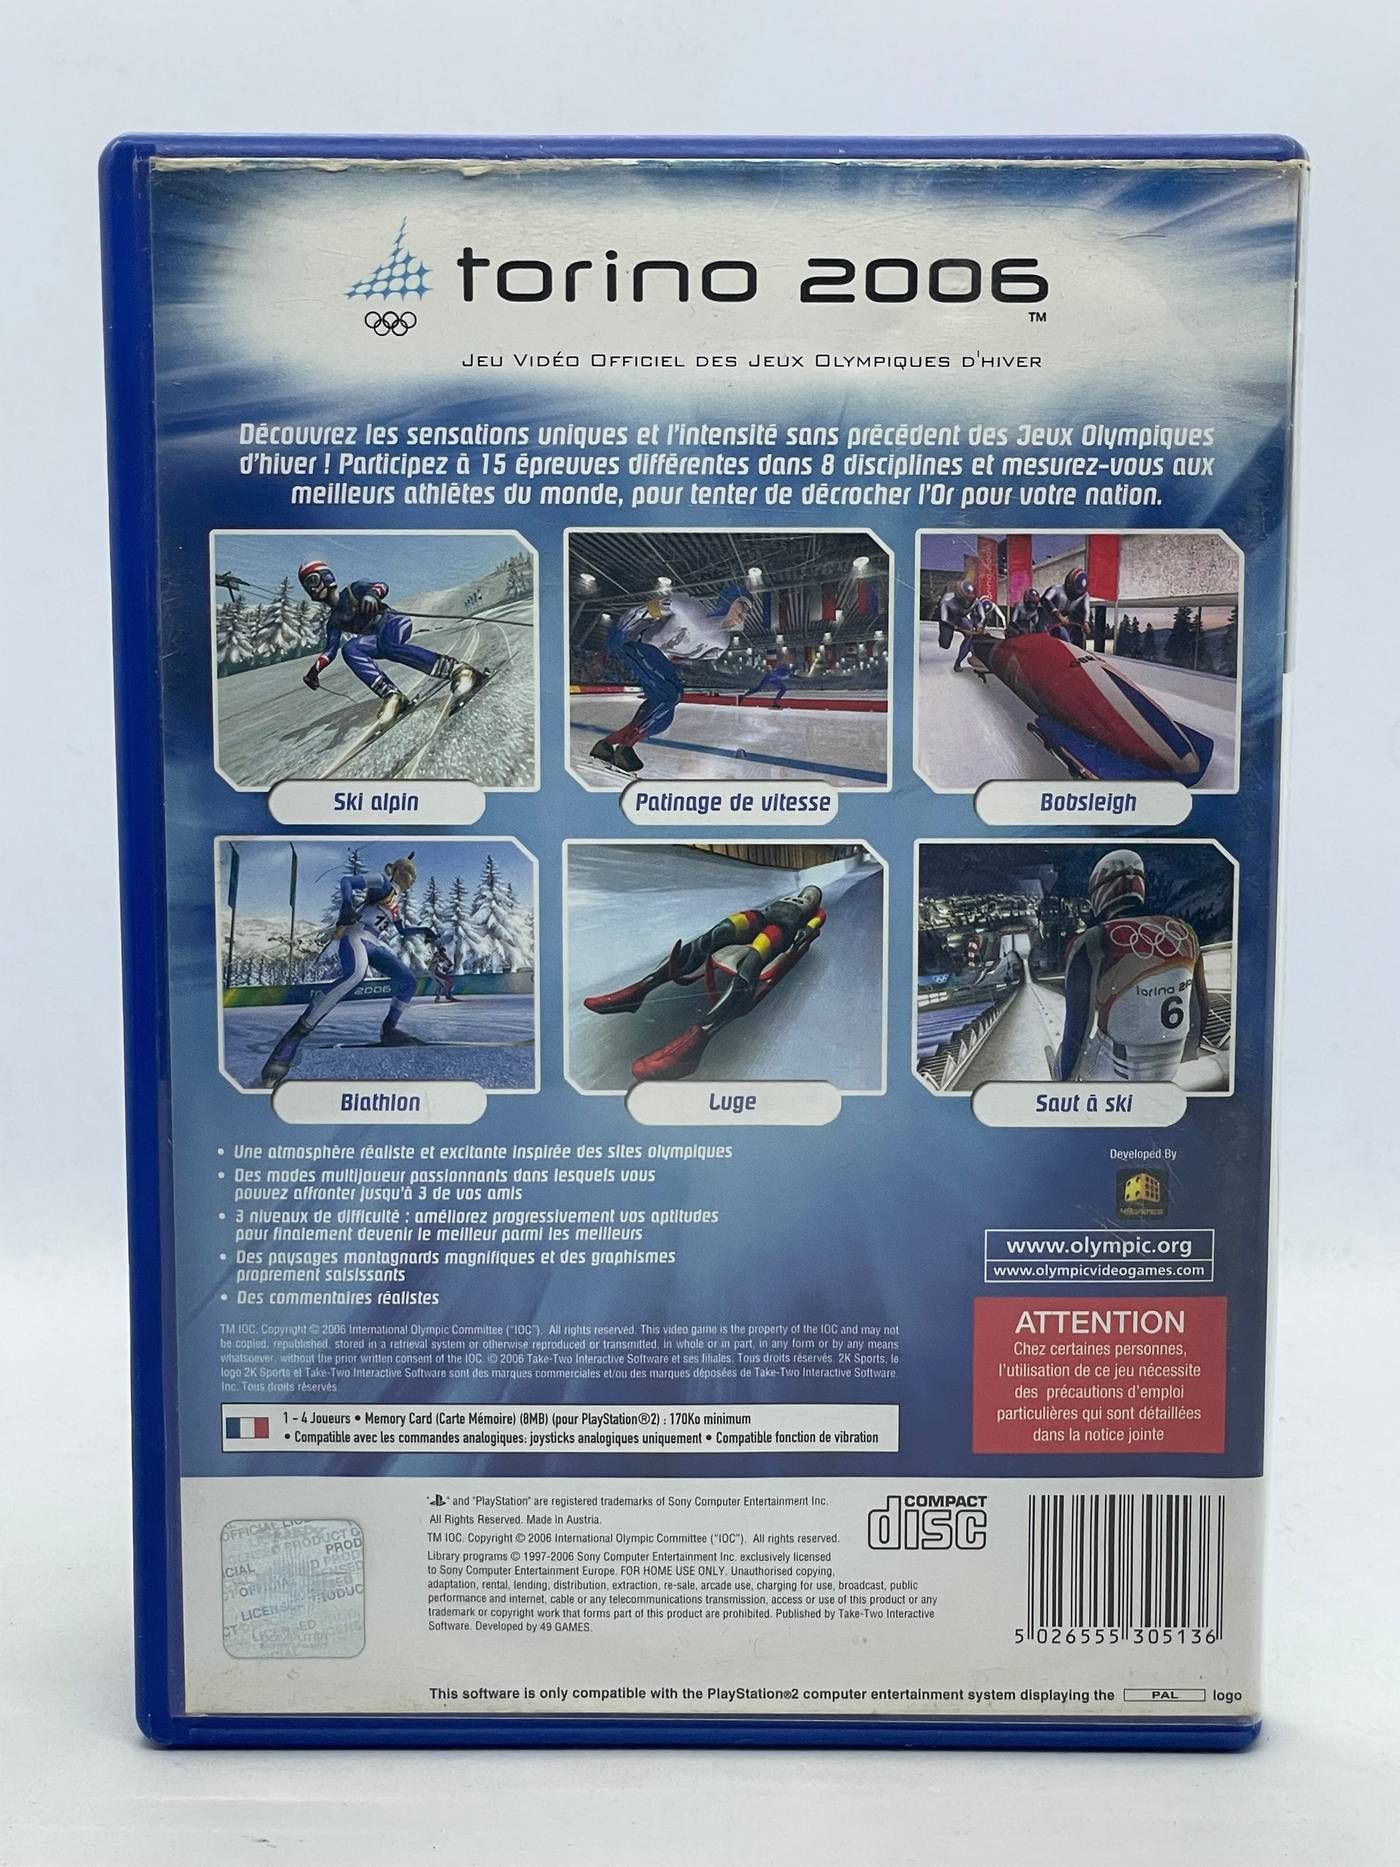 torino 2006
TM
Jeu Vidéo Officiel des Jeux Olympiques d'hiver
Découvrez les sensations uniques et l'intensité sans précédent des Jeux Olympiques
d'hiver ! Participez à 15 épreuves différentes dans 8 disciplines et mesurez-vous aux
meilleurs athlètes du monde, pour tenter de décrocher l'Or pour votre nation.
Ski alpin
Patinage de vitesse
Bobsleigh
2006
torino
6
Biathlon
Luge
Saut à ski
• Une atmosphère réaliste et excitante inspirée des sites olympiques
• Des modes multijoueur passionnants dans lesquels vous
pouvez affronter jusqu'à 3 de vos amis
• 3 niveaux de difficulté : améliorez progressivement vos aptitudes
pour finalement devenir le meilleur parmi les meilleurs
• Des paysages montagnards magnifiques et des graphismes
proprement saisissants
• Des commentaires réalistes
Developed By
49GAMES
www.olympic.org
www.olympicvideogames.com
ATTENTION
Chez certaines personnes,
l'utilisation de ce jeu nécessite
des précautions d'emploi
particulières qui sont détaillées
dans la notice jointe
TM IOC. Copyright © 2006 International Olympic Committee ("IOC"). All rights reserved. This video game is the property of the IOC and may not
be copied, republished, stored in a retrieval system or otherwise reproduced or transmitted, in whole or in part, in any form or by any means
whatsoever, without the prior written consent of the IOC. © 2006 Take-Two Interactive Software et ses filiales. Tous droits réservés. 2K Sports, le
logo 2K Sports et Take-Two Interactive Software sont des marques commerciales et/ou des marques déposées de Take-Two Interactive Software,
Inc. Tous droits réservés
1 - 4 Joueurs • Memory Card (Carte Mémoire) (8MB) (pour PlayStation®2) : 170Ko minimum
• Compatible avec les commandes analogiques: joysticks analogiques uniquement • Compatible fonction de vibration
" " and "PlayStation" are registered trademarks of Sony Computer Entertainment Inc.
All Rights Reserved. Made in Austria.
TM IOC. Copyright © 2006 International Olympic Committee ("IOC"). All rights reserved.
Library programs © 1997-2006 Sony Computer Entertainment Inc. exclusively licensed
to Sony Computer Entertainment Europe. FOR HOME USE ONLY. Unauthorised copying,
adaptation, rental, lending, distribution, extraction, re-sale, arcade use, charging for use, broadcast, public
performance and internet, cable or any telecommunications transmission, access or use of this product or any
trademark or copyright work that forms part of this product are prohibited. Published by Take-Two Interactive
Software. Developed by 49 GAMES.
COMPACT
disc
5 026555 305136
This software is only compatible with the PlayStation®2 computer entertainment system displaying the PAL logo